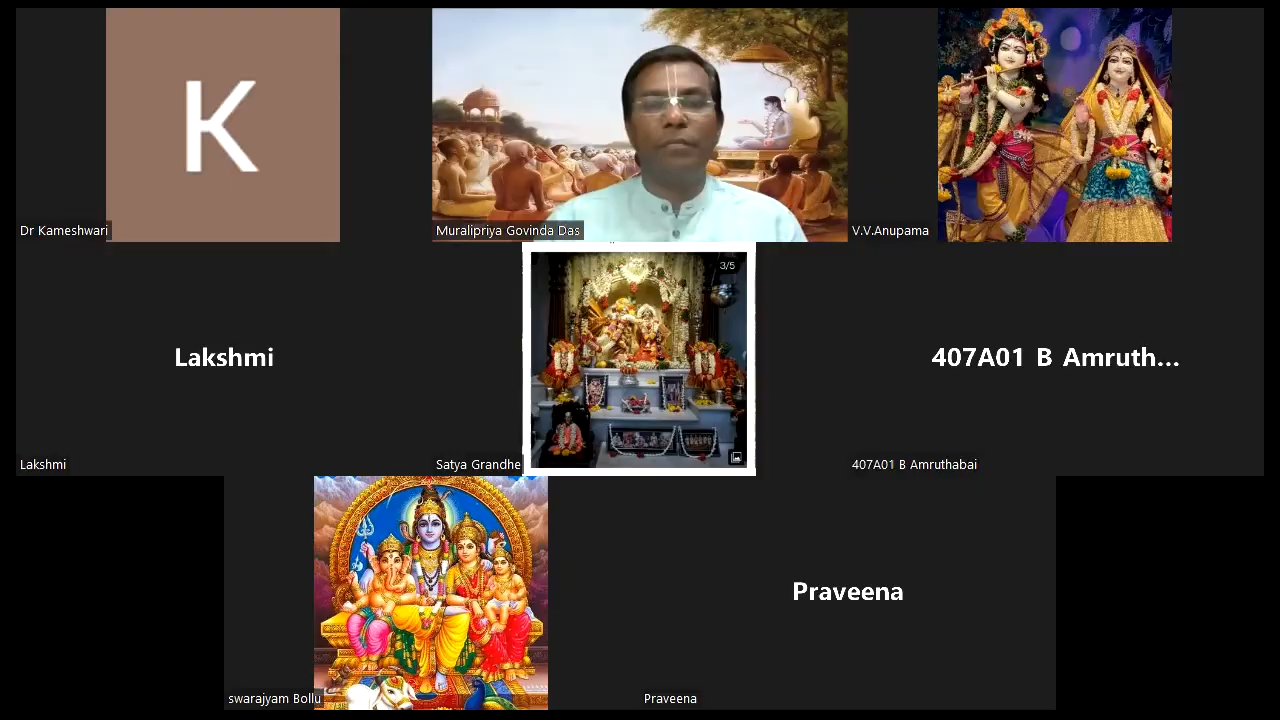 K
Dr Kameshwari
Muralipriya Govinda Das
V.V.Anupama
Lakshmi
Lakshmi
3/5
Satya Grandhe
407A01 B Amruth...
407A01 B Amruthabai
swarajyam Bollu
Praveena
Praveena